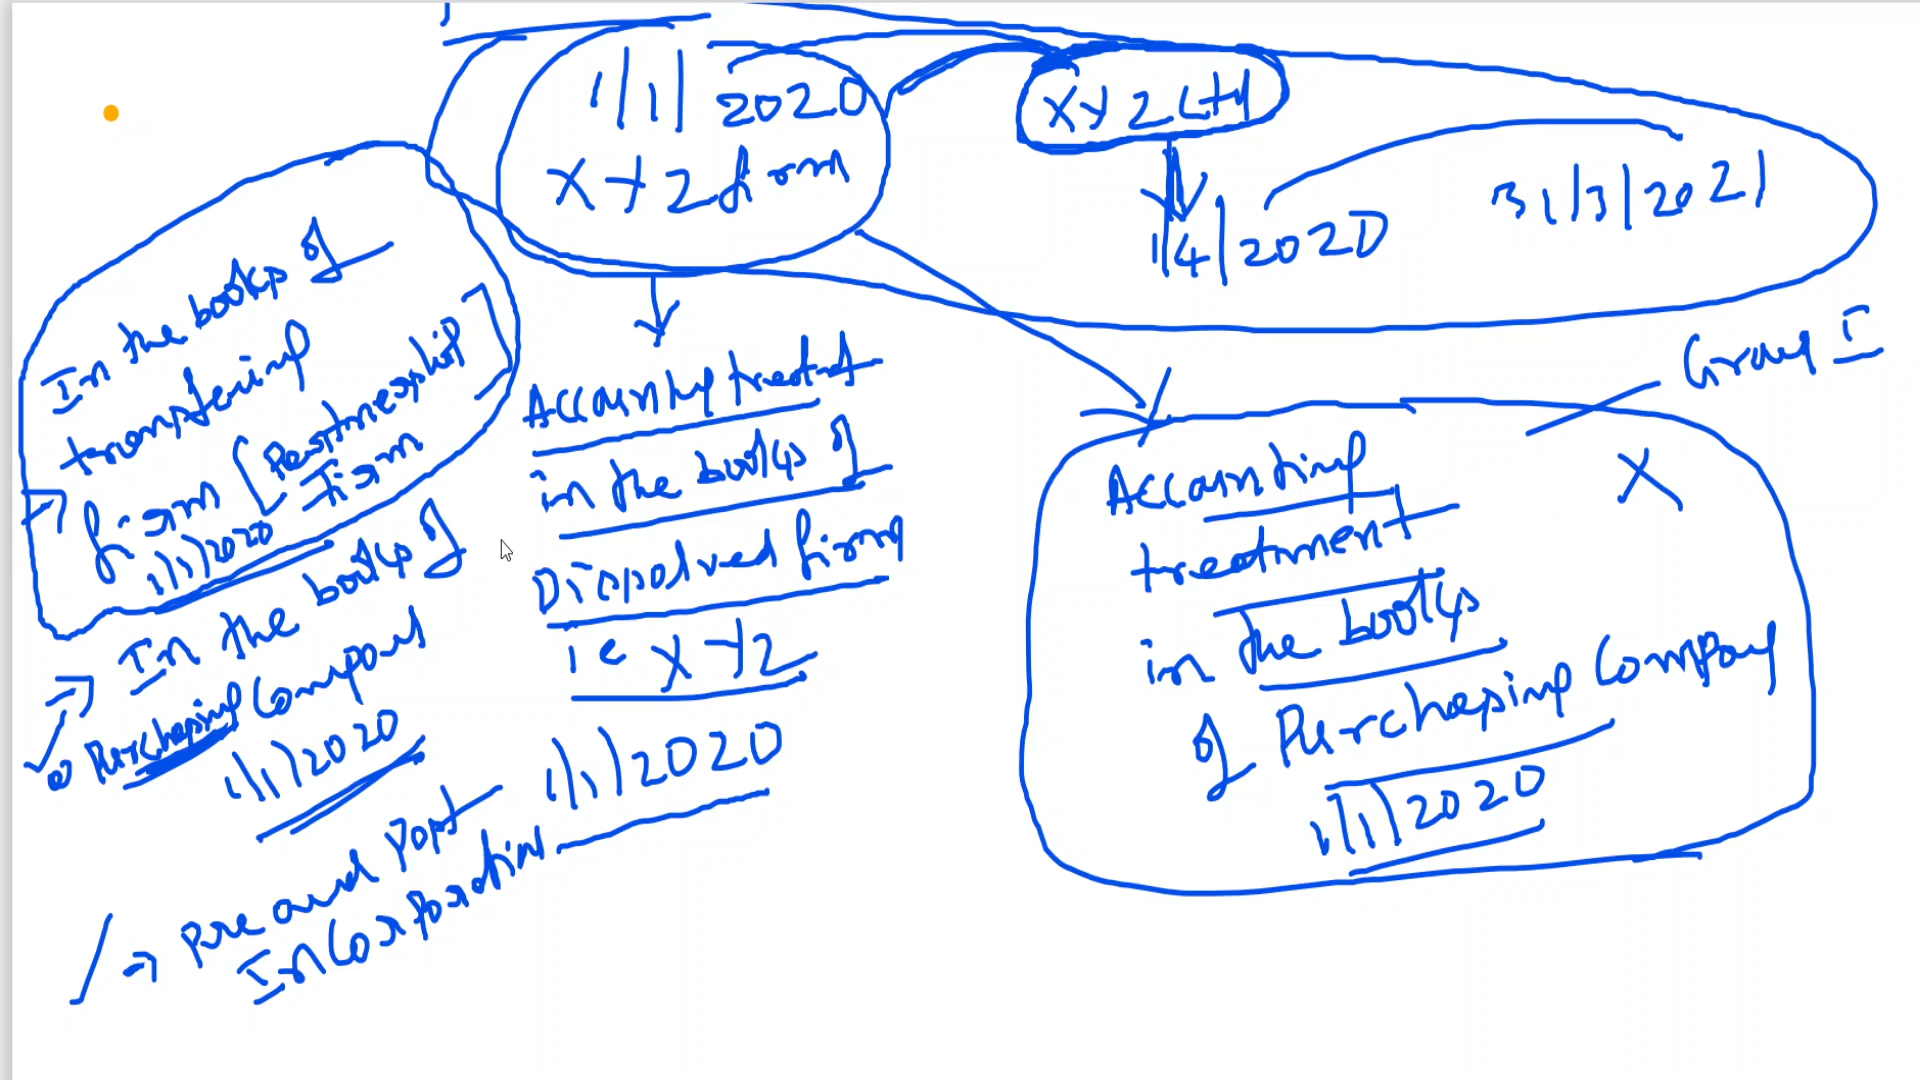 1/1/2020
XYZ firm
XYZ Ltd
1/4/2020
31/3/2021
In the books of
transfering
firm [Partnership
firm
1/1/2020
In the books of
Purchasing Company
1/1/2020
Pre and Post
Incorporation
Accounting treatment
in the books of
Dissolved firm
ie XYZ
1/1/2020
Group I
X
Accounting
treatment
in the books
of Purchasing Company
1/1/2020